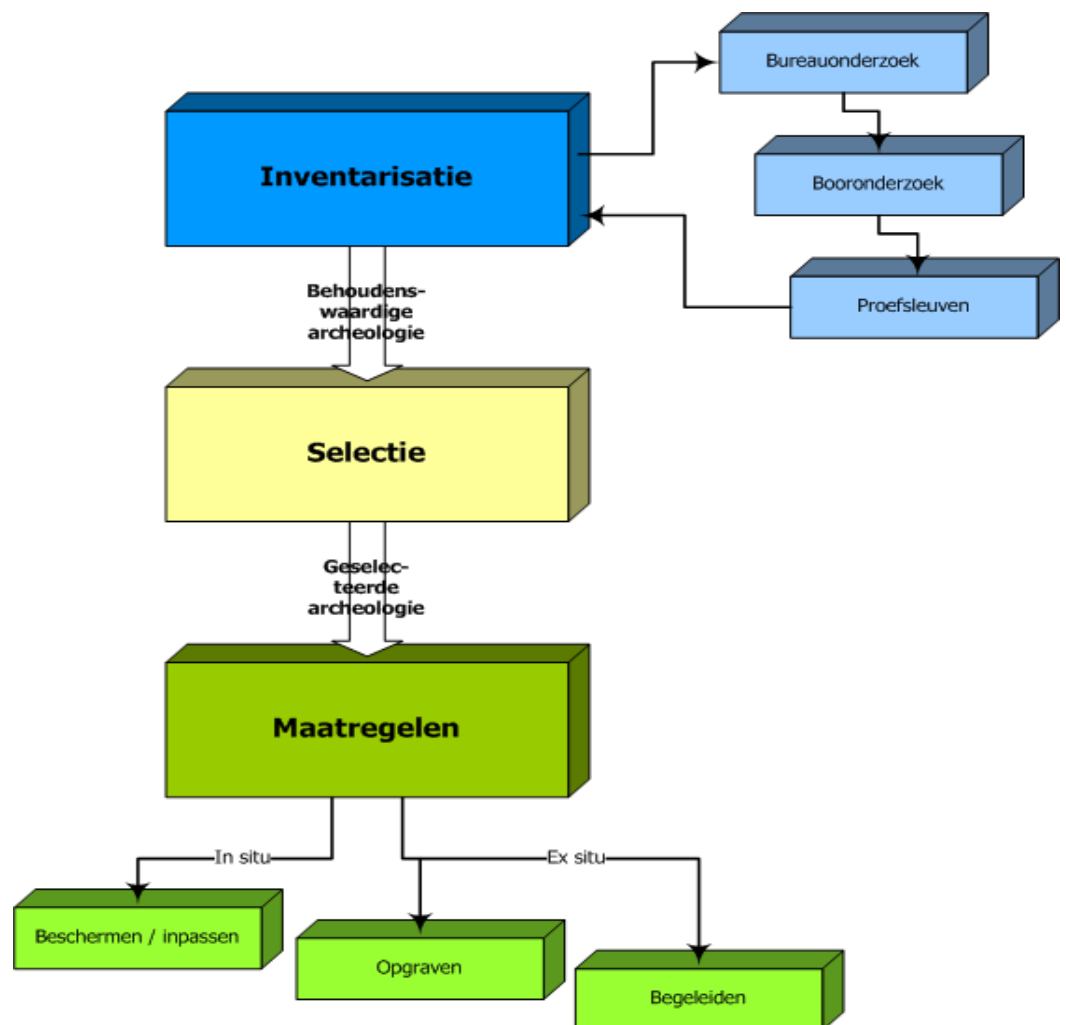 Bureauonderzoek
Inventarisatie
Booronderzoek
Proefsleuven
Behoudens-
waardige
archeologie
Selectie
Geselec-
teerde
archeologie
Maatregelen
In situ
Ex situ
Beschermen / inpassen
Opgraven
Begeleiden